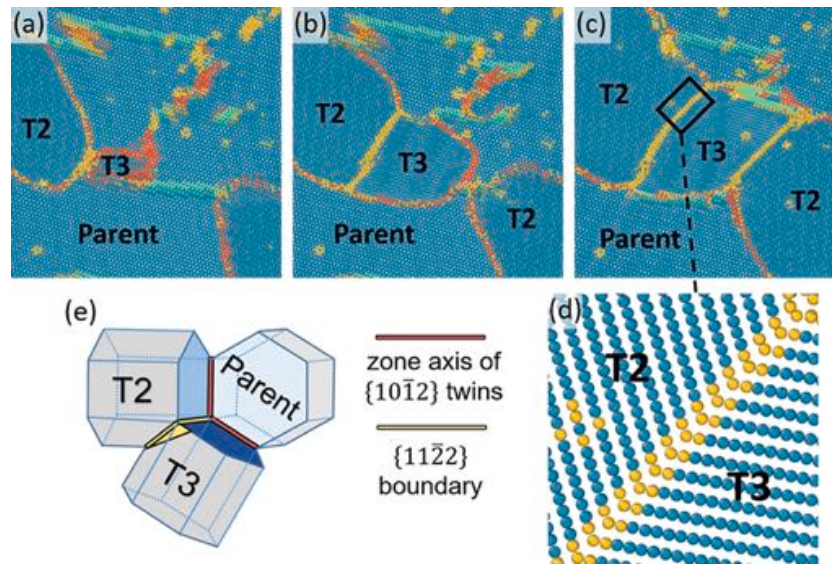 (a)
T2
T3
Parent
(b)
T2
T3
Parent
T2
(c)
T2
T3
T2
Parent
(d)
T2
T3
(e)
T2
Parent
T3
zone axis of
{101̄2} twins
{112̄2}
boundary